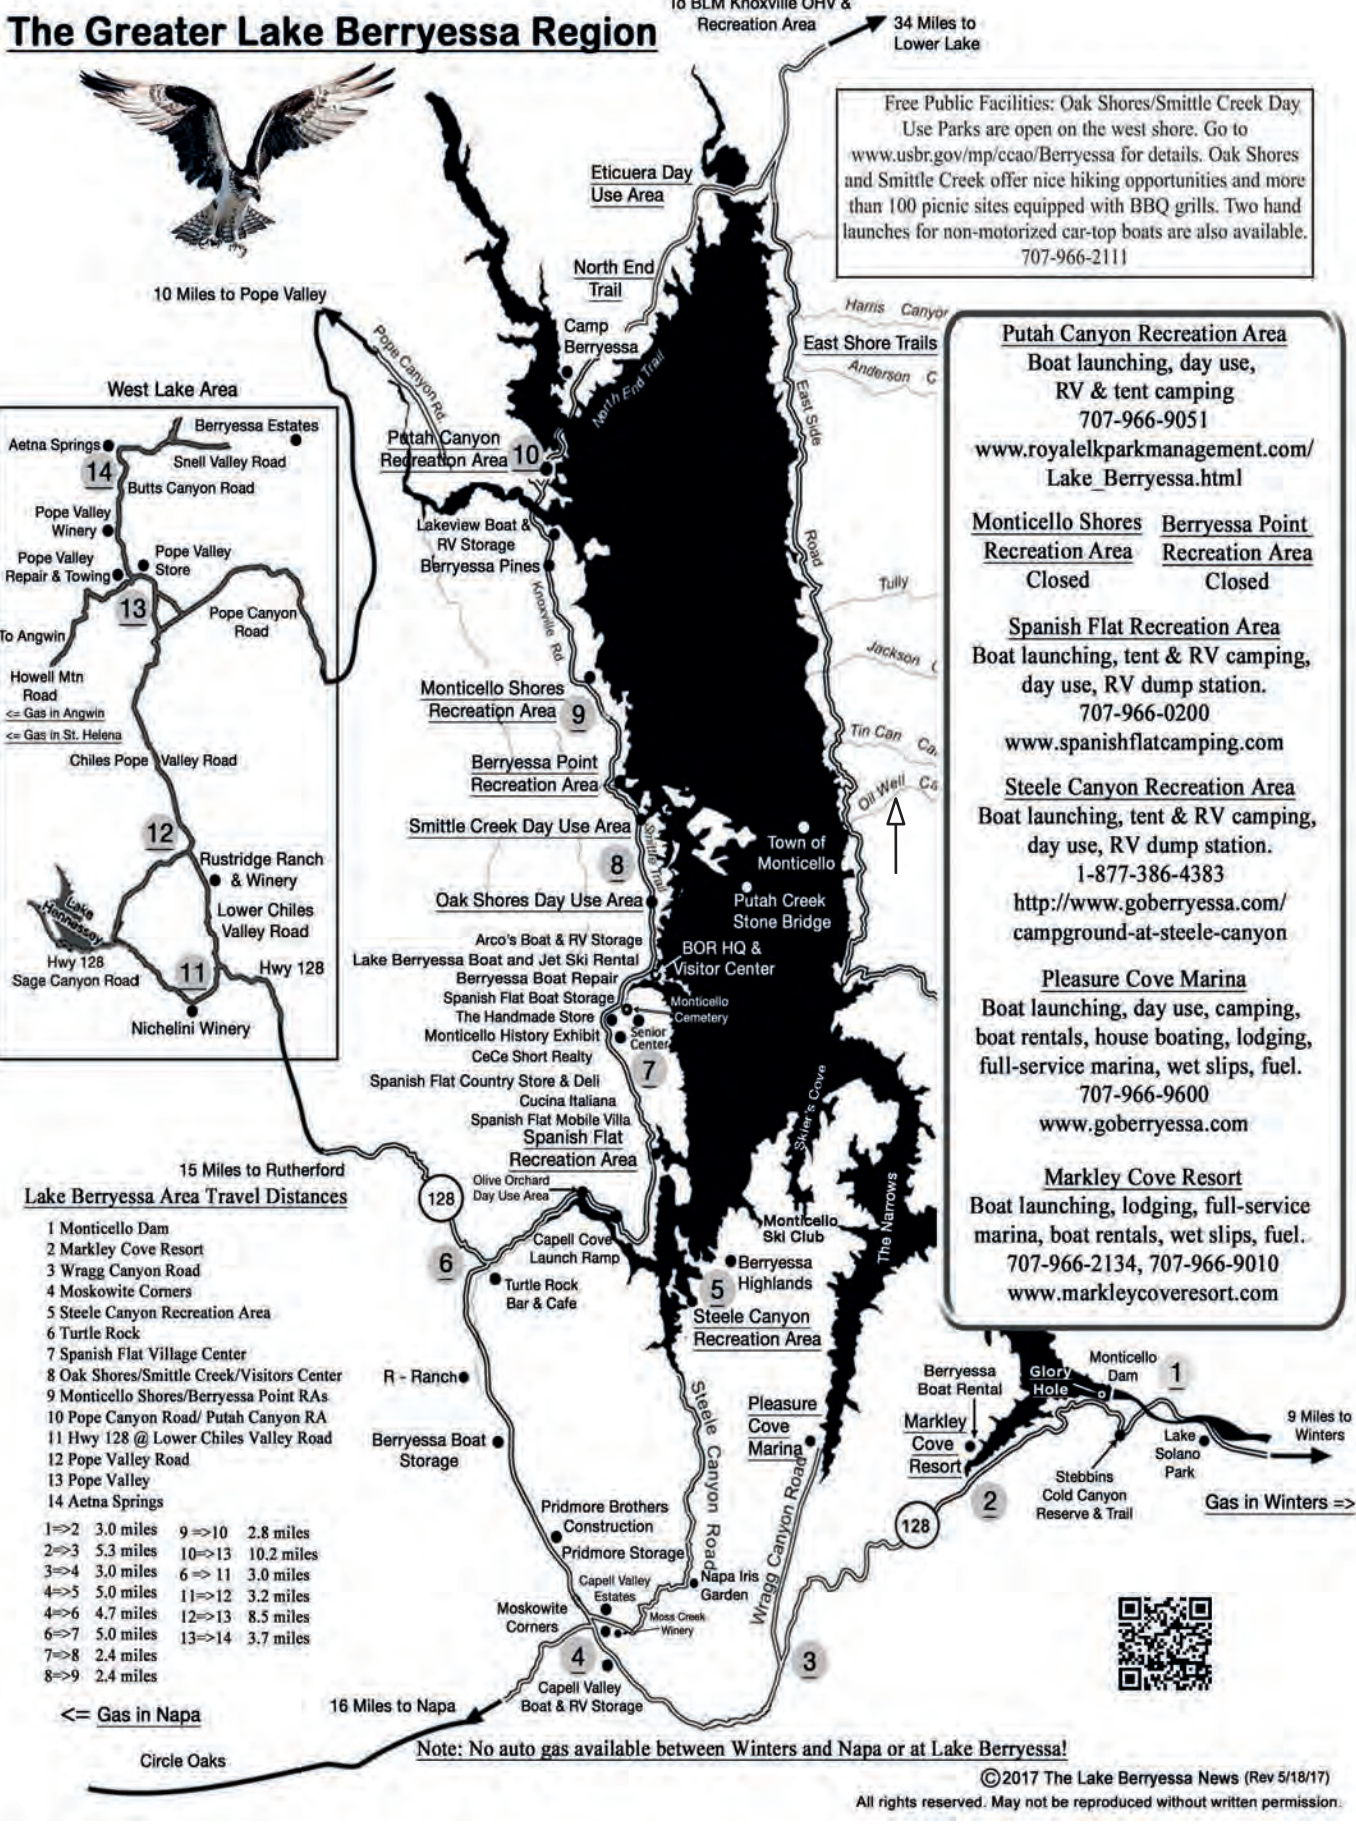 To BLM Knoxville OHV &
Recreation Area
The Greater Lake Berryessa Region
34 Miles to
Lower Lake
Free Public Facilities: Oak Shores/Smittle Creek Day
Use Parks are open on the west shore. Go to
www.usbr.gov/mp/ccao/Berryessa for details. Oak Shores
and Smittle Creek offer nice hiking opportunities and more
than 100 picnic sites equipped with BBQ grills. Two hand
launches for non-motorized car-top boats are also available.
707-966-2111
Eticuera Day
Use Area
North End
Trail
10 Miles to Pope Valley
Camp
Berryessa
Pope Canyon Rd.
North End Trail
Harris Canyon
East Shore Trails
Anderson C
East Side
Road
Putah Canyon
Recreation Area
10
Lakeview Boat &
RV Storage
Berryessa Pines
Knoxville Rd.
Tully
Jackson
Tin Can Ca
Oil Well Ca
Monticello Shores
Recreation Area
9
Berryessa Point
Recreation Area
Smittle Creek Day Use Area
Smittle Trail
8
Oak Shores Day Use Area
Town of
Monticello
Putah Creek
Stone Bridge
BOR HQ &
Visitor Center
Arco's Boat & RV Storage
Lake Berryessa Boat and Jet Ski Rental
Berryessa Boat Repair
Spanish Flat Boat Storage
The Handmade Store
Monticello History Exhibit
CeCe Short Realty
Monticello
Cemetery
Senior
Center
7
Spanish Flat Country Store & Deli
Cucina Italiana
Spanish Flat Mobile Villa
Spanish Flat
Recreation Area
Olive Orchard
Day Use Area
Skier's Cove
The Narrows
Monticello
Ski Club
Berryessa
Highlands
5
Steele Canyon
Recreation Area
Capell Cove
Launch Ramp
128
6
Turtle Rock
Bar & Cafe
R - Ranch
Berryessa Boat
Storage
Steele Canyon Road
Pleasure
Cove
Marina
Wragg Canyon Road
Pridmore Brothers
Construction
Pridmore Storage
Napa Iris
Garden
Capell Valley
Estates
Moss Creek
Winery
Moskowite
Corners
4
Capell Valley
Boat & RV Storage
3
16 Miles to Napa
Circle Oaks
West Lake Area
Aetna Springs
14
Berryessa Estates
Snell Valley Road
Butts Canyon Road
Pope Valley
Winery
Pope Valley
Repair & Towing
Pope Valley
Store
13
Pope Canyon
Road
To Angwin
Howell Mtn
Road
<= Gas in Angwin
<= Gas in St. Helena
Chiles Pope Valley Road
12
Rustridge Ranch
& Winery
Lower Chiles
Valley Road
Lake
Hennessey
Hwy 128
Sage Canyon Road
11
Hwy 128
Nichelini Winery
15 Miles to Rutherford
Putah Canyon Recreation Area
Boat launching, day use,
RV & tent camping
707-966-9051
www.royalelkparkmanagement.com/
Lake_Berryessa.html
Monticello Shores
Recreation Area
Closed
Berryessa Point
Recreation Area
Closed
Spanish Flat Recreation Area
Boat launching, tent & RV camping,
day use, RV dump station.
707-966-0200
www.spanishflatcamping.com
Steele Canyon Recreation Area
Boat launching, tent & RV camping,
day use, RV dump station.
1-877-386-4383
http://www.goberryessa.com/
campground-at-steele-canyon
Pleasure Cove Marina
Boat launching, day use, camping,
boat rentals, house boating, lodging,
full-service marina, wet slips, fuel.
707-966-9600
www.goberryessa.com
Markley Cove Resort
Boat launching, lodging, full-service
marina, boat rentals, wet slips, fuel.
707-966-2134, 707-966-9010
www.markleycoveresort.com
Berryessa
Boat Rental
Glory
Hole
Monticello
Dam
1
Markley
Cove
Resort
2
128
Stebbins
Cold Canyon
Reserve & Trail
Lake
Solano
Park
9 Miles to
Winters
Gas in Winters =>
Lake Berryessa Area Travel Distances
1 Monticello Dam
2 Markley Cove Resort
3 Wragg Canyon Road
4 Moskowite Corners
5 Steele Canyon Recreation Area
6 Turtle Rock
7 Spanish Flat Village Center
8 Oak Shores/Smittle Creek/Visitors Center
9 Monticello Shores/Berryessa Point RAs
10 Pope Canyon Road/ Putah Canyon RA
11 Hwy 128 @ Lower Chiles Valley Road
12 Pope Valley Road
13 Pope Valley
14 Aetna Springs
1=>2 3.0 miles
2=>3 5.3 miles
3=>4 3.0 miles
4=>5 5.0 miles
4=>6 4.7 miles
6=>7 5.0 miles
7=>8 2.4 miles
8=>9 2.4 miles
9 =>10 2.8 miles
10=>13 10.2 miles
6 => 11 3.0 miles
11=>12 3.2 miles
12=>13 8.5 miles
13=>14 3.7 miles
<= Gas in Napa
Note: No auto gas available between Winters and Napa or at Lake Berryessa!
©2017 The Lake Berryessa News (Rev 5/18/17)
All rights reserved. May not be reproduced without written permission.